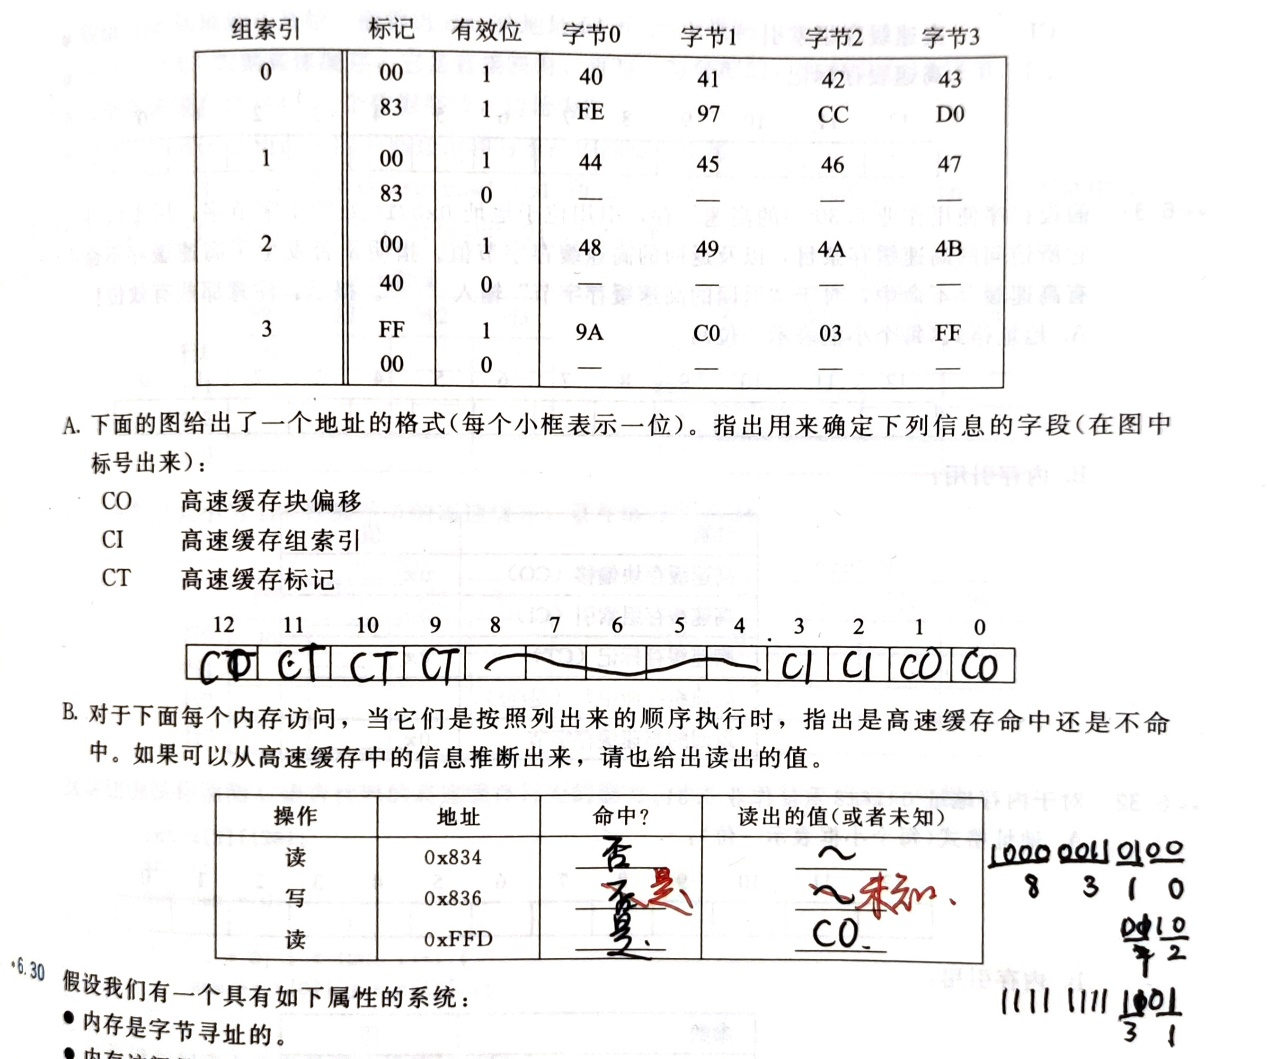 组索引 标记 有效位 字节0 字节1 字节2 字节3
0 00 1 40 41 42 43
83 1 FE 97 CC D0
1 00 1 44 45 46 47
83 0 — — — —
2 00 1 48 49 4A 4B
40 0 — — — —
3 FF 1 9A C0 03 FF
00 0 — — — —
A. 下面的图给出了一个地址的格式(每个小框表示一位)。指出用来确定下列信息的字段(在图中
标号出来):
CO 高速缓存块偏移
CI 高速缓存组索引
CT 高速缓存标记
12 11 10 9 8 7 6 5 4 3 2 1 0
CT CT CT CT CI CI CO CO
B. 对于下面每个内存访问,当它们是按照列出来的顺序执行时,指出是高速缓存命中还是不命
中。如果可以从高速缓存中的信息推断出来,请也给出读出的值。
操作 地址 命中? 读出的值(或者未知)
读 0x834 否 ~
写 0x836 否 是 ~ 未知、
读 0xFFD 是. CO.
1000 0011 0100
8 3 1 0
10
2
1111 1111 1101
3 1
*6.30 假设我们有一个具有如下属性的系统:
● 内存是字节寻址的。